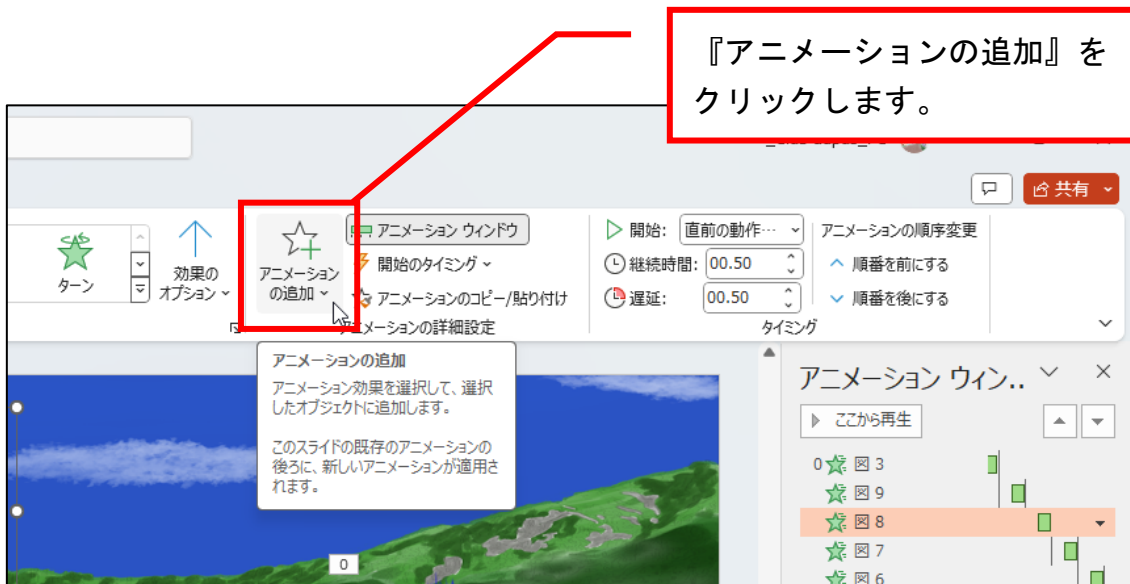 『アニメーションの追加』を
クリックします。
共有
ターン
効果の
オプション
アニメーション
の追加
アニメーション ウィンドウ
開始のタイミング
アニメーションのコピー/貼り付け
アニメーションの詳細設定
開始: 直前の動作…
継続時間: 00.50
遅延: 00.50
タイミング
アニメーションの順序変更
順番を前にする
順番を後にする
アニメーションの追加
アニメーション効果を選択して、選択
したオブジェクトに追加します。
このスライドの既存のアニメーションの
後ろに、新しいアニメーションが適用さ
れます。
0
アニメーション ウィン..
ここから再生
0 図 3
図 9
図 8
図 7
図 6